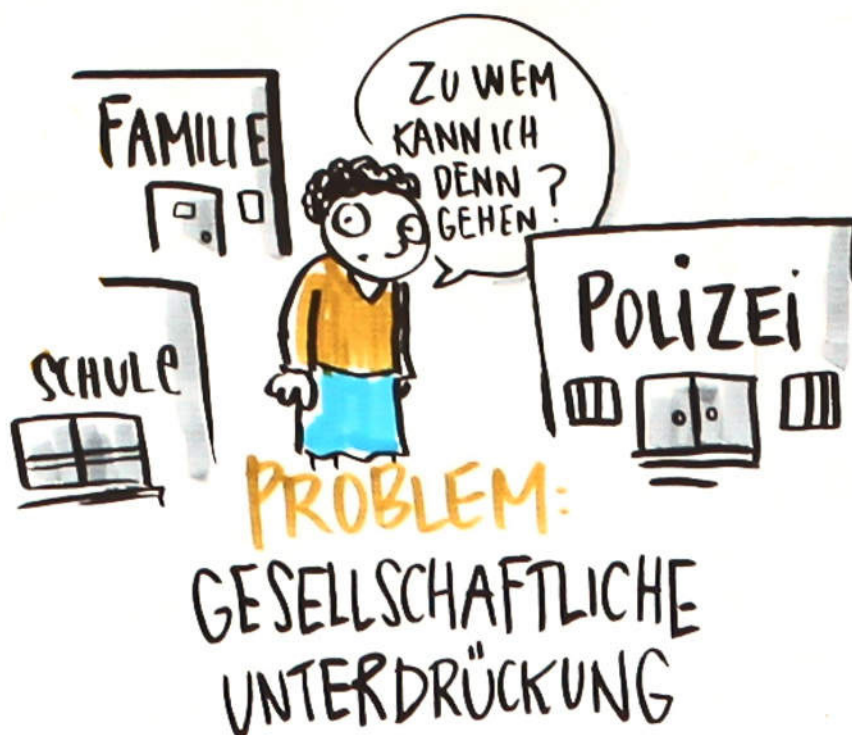 FAMILIE
ZU WEM
KANN ICH
DENN
GEHEN?
SCHULE
POLIZEI
PROBLEM:
GESELLSCHAFTLICHE
UNTERDRÜCKUNG